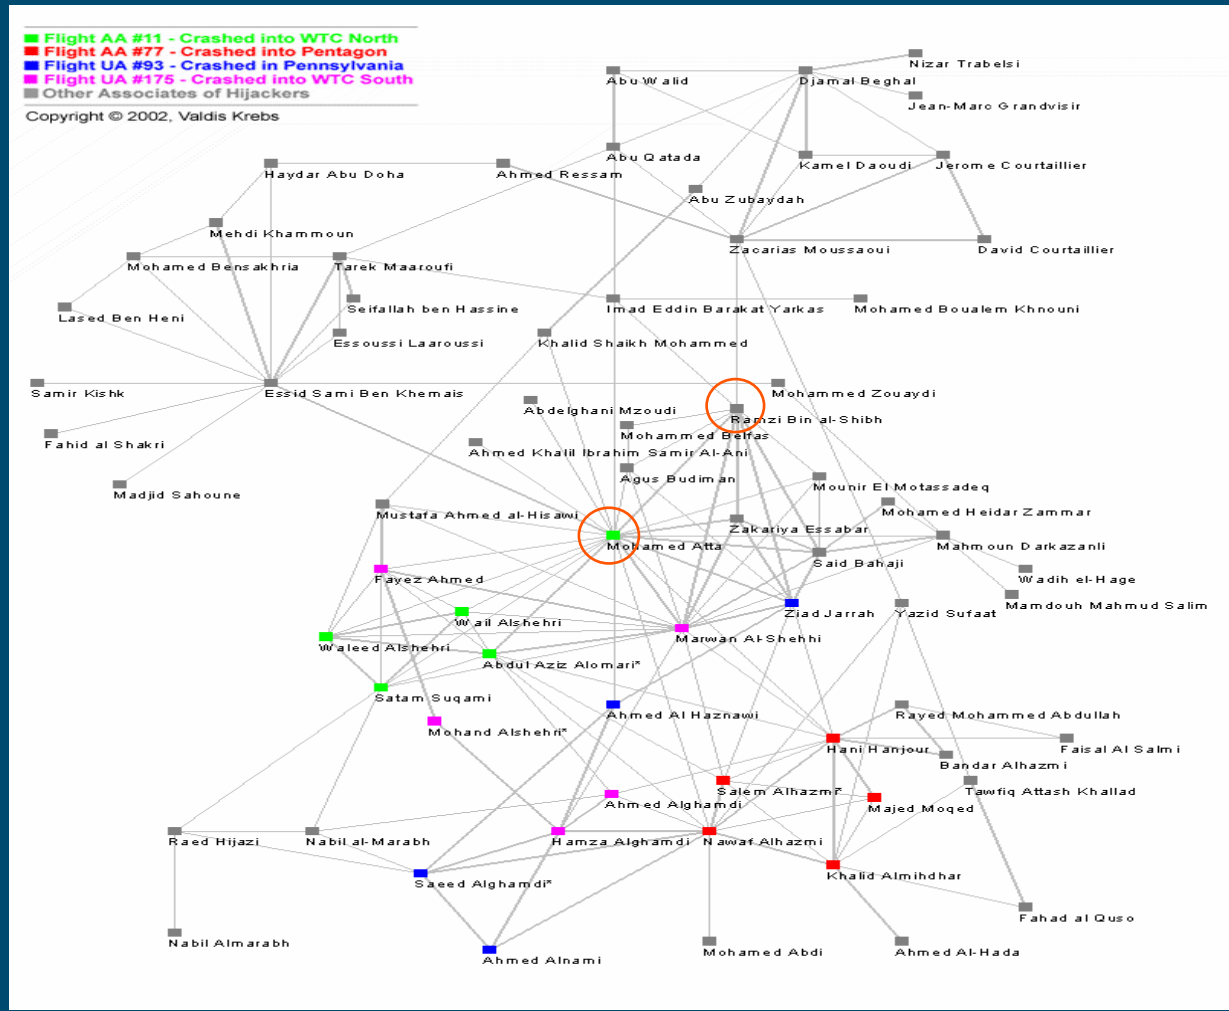 Flight AA #11 - Crashed into WTC North
Flight AA #77 - Crashed into Pentagon
Flight UA #93 - Crashed in Pennsylvania
Flight UA #175 - Crashed into WTC South
Other Associates of Hijackers
Copyright © 2002, Valdis Krebs
Nizar Trabelsi
Abu Walid
Djamal Beghal
Jean-Marc Grandvisir
Abu Qatada
Kamel Daoudi
Jerome Courtaillier
Haydar Abu Doha
Ahmed Ressam
Abu Zubaydah
Mehdi Khammoun
Zacarias Moussaoui
David Courtaillier
Mohamed Bensakhria
Tarek Maaroufi
Seifallah ben Hassine
Imad Eddin Barakat Yarkas
Mohamed Boualem Khnouni
Lased Ben Heni
Essoussi Laaroussi
Khalid Shaikh Mohammed
Samir Kishk
Essid Sami Ben Khemais
Mohammed Zouaydi
Abdelghani Mzoudi
Ramzi Bin al-Shibh
Mohammed Belfas
Fahid al Shakri
Ahmed Khalil Ibrahim Samir Al-Ani
Agus Budiman
Mounir El Motassadeq
Madjid Sahoune
Mustafa Ahmed al-Hisawi
Mohamed Heidar Zammar
Zakariya Essabar
Mohamed Atta
Mahmoun Darkazanli
Said Bahaji
Fayez Ahmed
Wadih el-Hage
Mamdouh Mahmud Salim
Wail Alshehri
Ziad Jarrah
Yazid Sufaat
Waleed Alshehri
Marwan Al-Shehhi
Abdul Aziz Alomari*
Satam Suqami
Ahmed Al Haznawi
Rayed Mohammed Abdullah
Mohand Alshehri*
Hani Hanjour
Faisal Al Salmi
Bandar Alhazmi
Salem Alhazmi*
Tawfiq Attash Khallad
Ahmed Alghamdi
Majed Moqed
Raed Hijazi
Nabil al-Marabh
Hamza Alghamdi
Nawaf Alhazmi
Khalid Almihdhar
Saeed Alghamdi*
Fahad al Quso
Nabil Almarabh
Mohamed Abdi
Ahmed Al-Hada
Ahmed Alnami